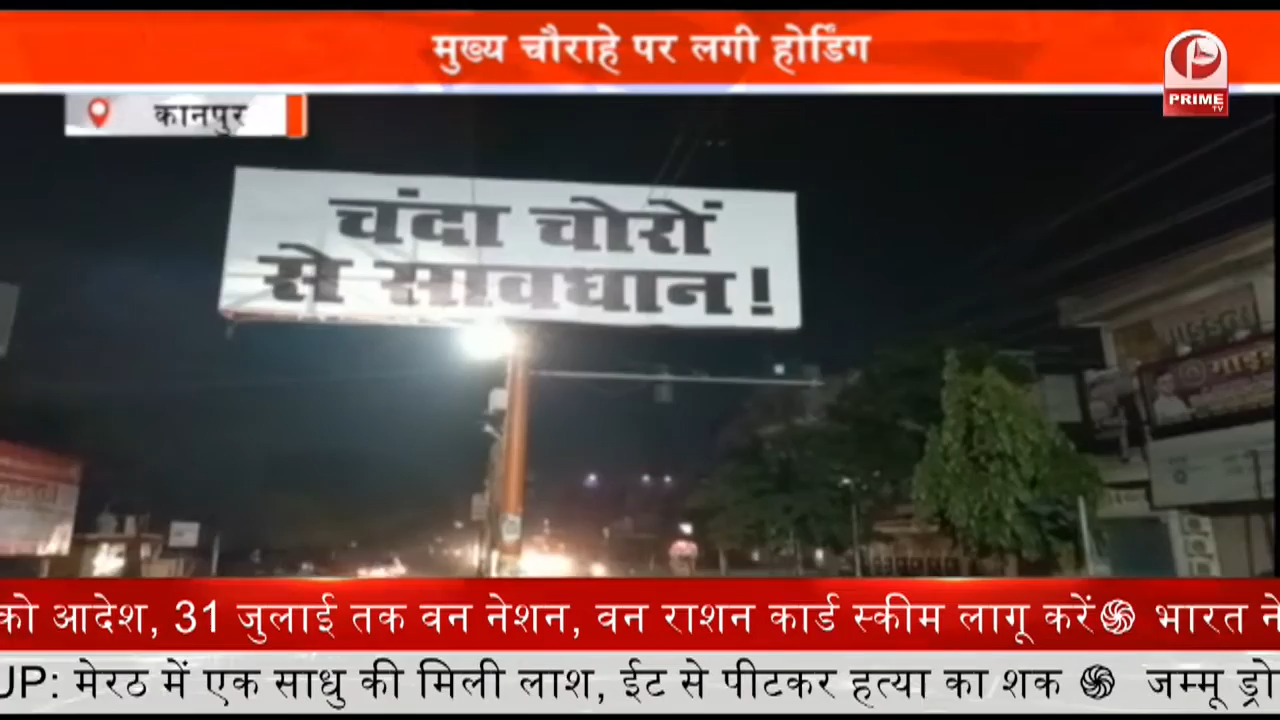 मुख्य चौराहे पर लगी होर्डिंग
PRIME
TV
कानपुर
चंदा चोरों
से सावधान!
को आदेश, 31 जुलाई तक वन नेशन, वन राशन कार्ड स्कीम लागू करें भारत ने
UP: मेरठ में एक साधु की मिली लाश, ईट से पीटकर हत्या का शक जम्मू ड्रो